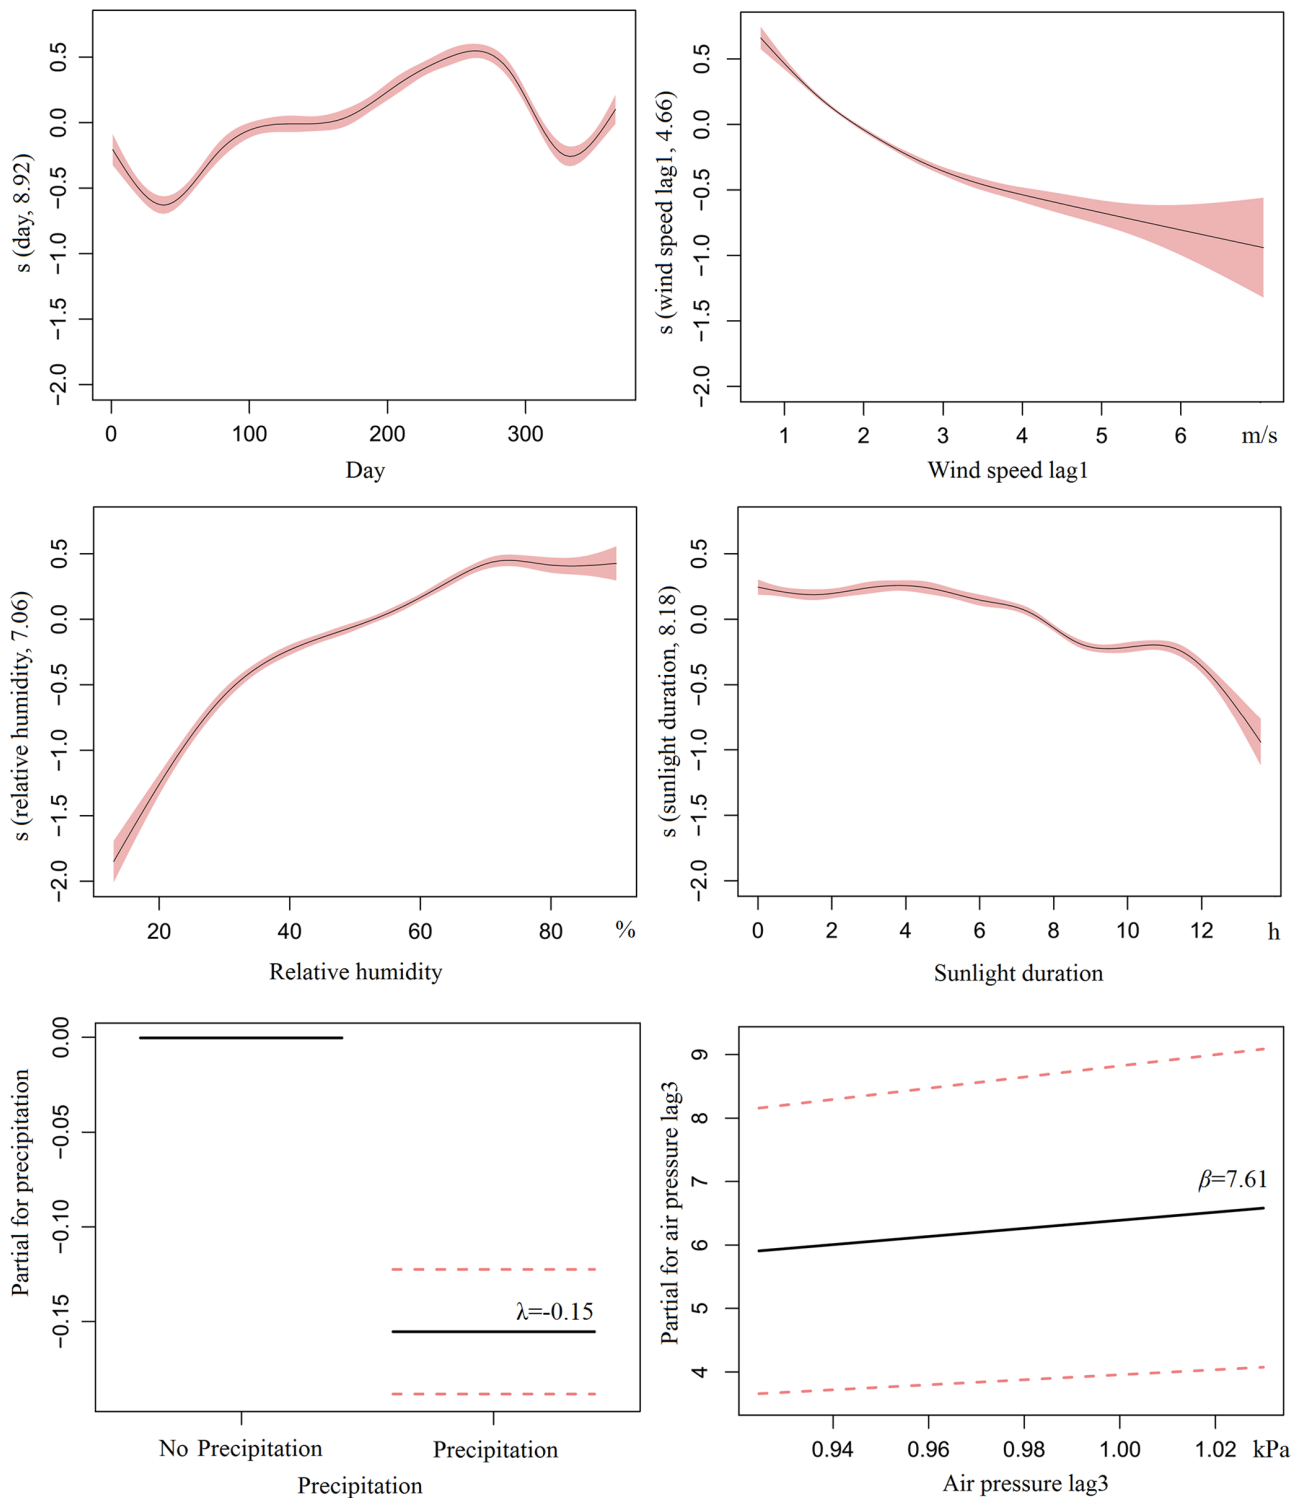 s (day, 8.92)
0.5
0.0
−0.5
−1.0
−1.5
−2.0
0 100 200 300
Day
s (wind speed lag1, 4.66)
0.5
0.0
−0.5
−1.0
−1.5
−2.0
1 2 3 4 5 6 m/s
Wind speed lag1
s (relative humidity, 7.06)
0.5
0.0
−0.5
−1.0
−1.5
−2.0
20 40 60 80 %
Relative humidity
s (sunlight duration, 8.18)
0.5
0.0
−0.5
−1.0
−1.5
−2.0
0 2 4 6 8 10 12 h
Sunlight duration
Partial for precipitation
0.00
−0.05
−0.10
−0.15
λ=-0.15
No Precipitation Precipitation
Precipitation
Partial for air pressure lag3
9
8
7
6
5
4
β=7.61
0.94 0.96 0.98 1.00 1.02 kPa
Air pressure lag3